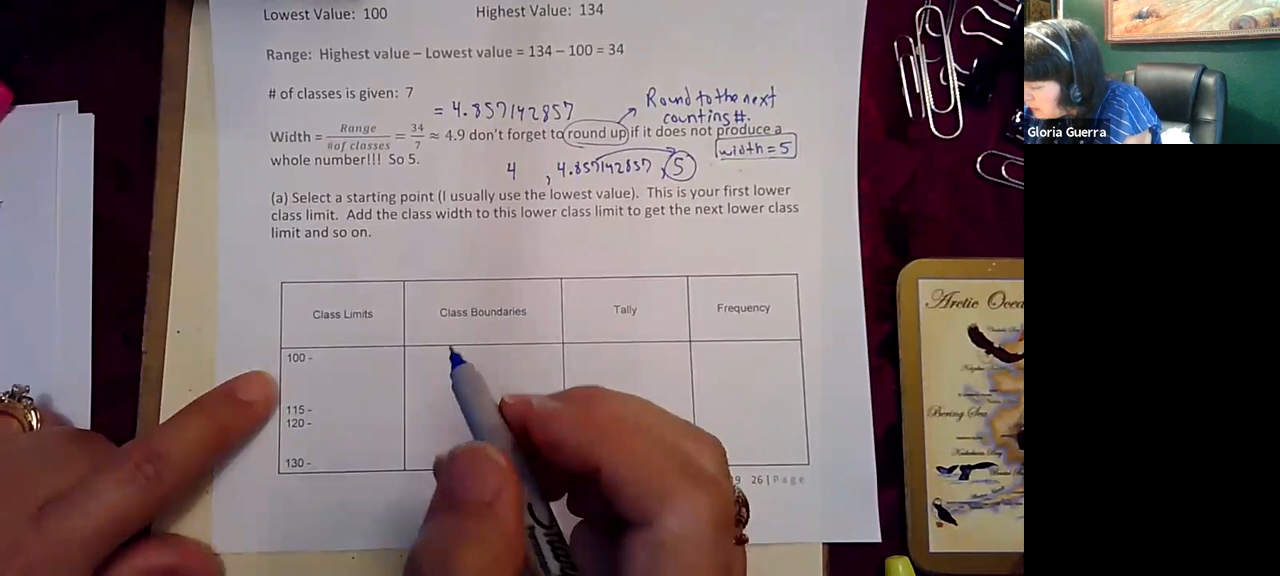 Lowest Value: 100 Highest Value: 134
Range: Highest value – Lowest value = 134 – 100 = 34
# of classes is given: 7
= 4.857142857
Round to the next
counting #.
Width = Range / # of classes = 34 / 7 ≈ 4.9 don't forget to round up if it does not produce a
whole number!!! So 5.
width = 5
4 , 4.857142857 , 5
(a) Select a starting point (I usually use the lowest value). This is your first lower
class limit. Add the class width to this lower class limit to get the next lower class
limit and so on.
Class Limits Class Boundaries Tally Frequency
100 -
115 -
120 -
130 -
9 26 | Page
Gloria Guerra
Arctic Ocea
Bering Sea